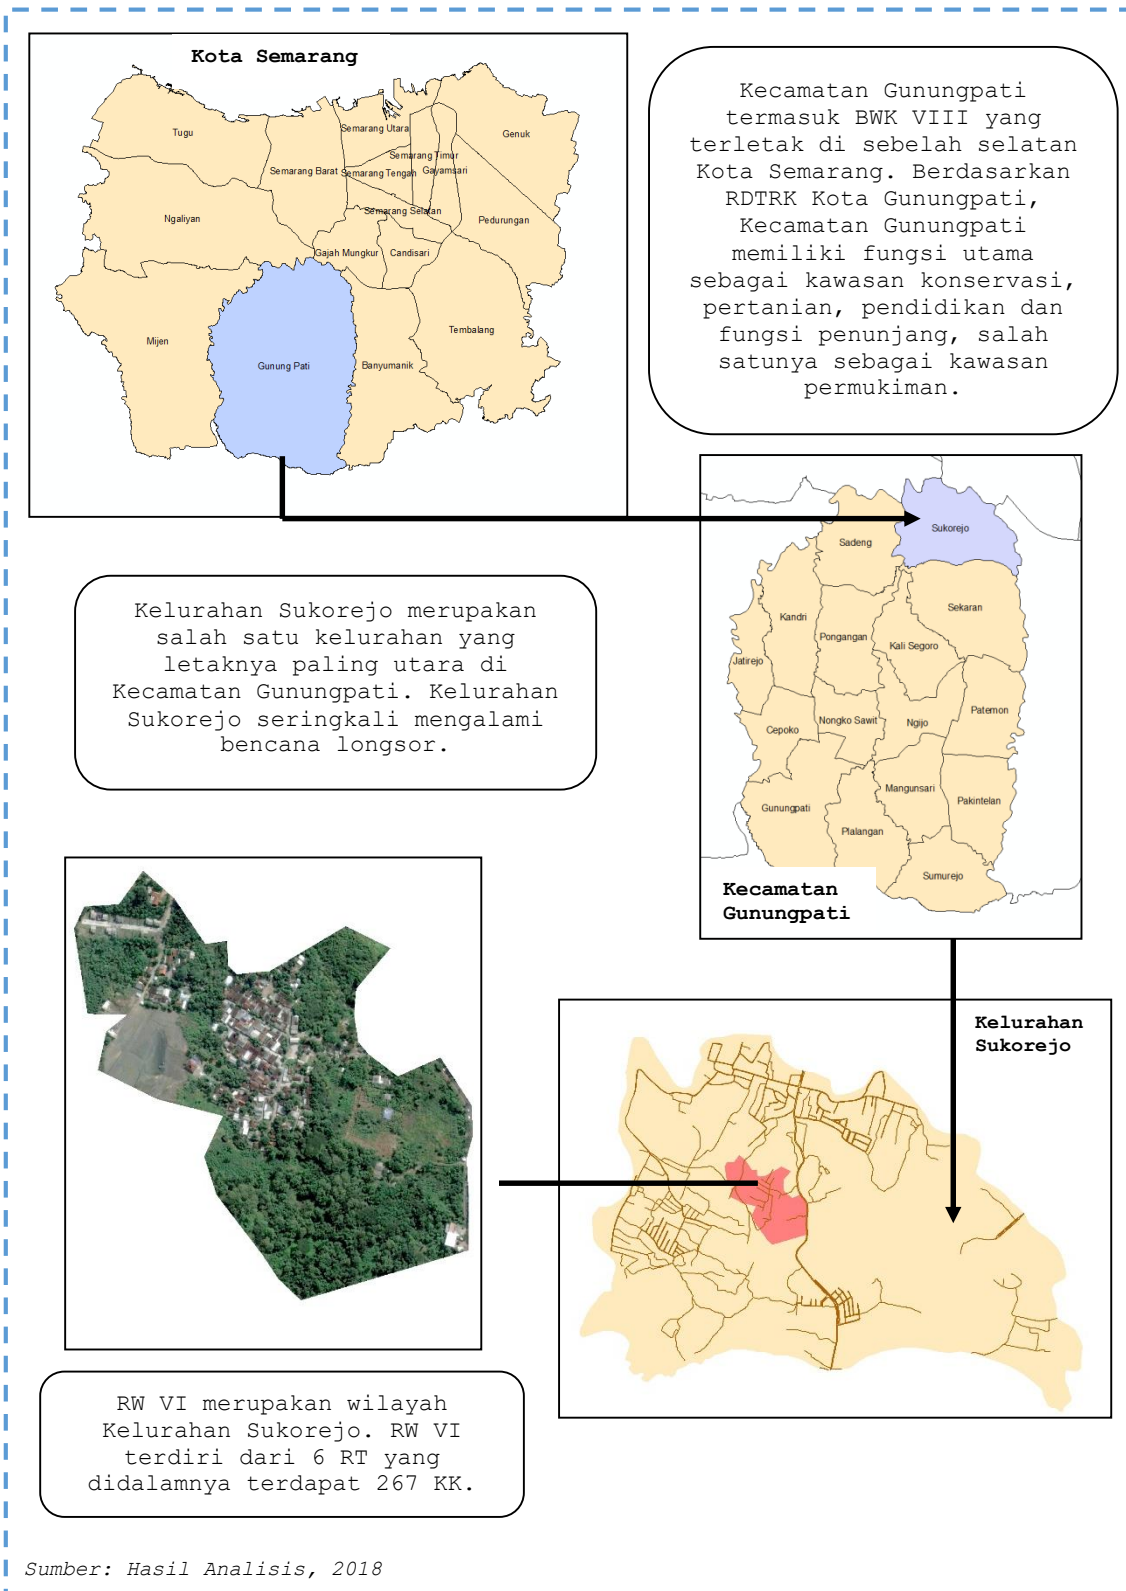 Kota Semarang
Tugu
Semarang Utara
Genuk
Semarang Timur
Semarang Barat
Semarang Tengah
Gayamsari
Ngaliyan
Semarang Selatan
Pedurungan
Gajah Mungkur
Candisari
Mijen
Gunung Pati
Banyumanik
Tembalang
Kecamatan Gunungpati
termasuk BWK VIII yang
terletak di sebelah selatan
Kota Semarang. Berdasarkan
RDTRK Kota Gunungpati,
Kecamatan Gunungpati
memiliki fungsi utama
sebagai kawasan konservasi,
pertanian, pendidikan dan
fungsi penunjang, salah
satunya sebagai kawasan
permukiman.
Sukorejo
Sadeng
Sekaran
Kandri
Pongangan
Kali Segoro
Jatirejo
Patemon
Cepoko
Nongko Sawit
Ngijo
Mangunsari
Gunungpati
Pakintelan
Plalangan
Sumurejo
Kecamatan
Gunungpati
Kelurahan Sukorejo merupakan
salah satu kelurahan yang
letaknya paling utara di
Kecamatan Gunungpati. Kelurahan
Sukorejo seringkali mengalami
bencana longsor.
Kelurahan
Sukorejo
RW VI merupakan wilayah
Kelurahan Sukorejo. RW VI
terdiri dari 6 RT yang
didalamnya terdapat 267 KK.
Sumber: Hasil Analisis, 2018